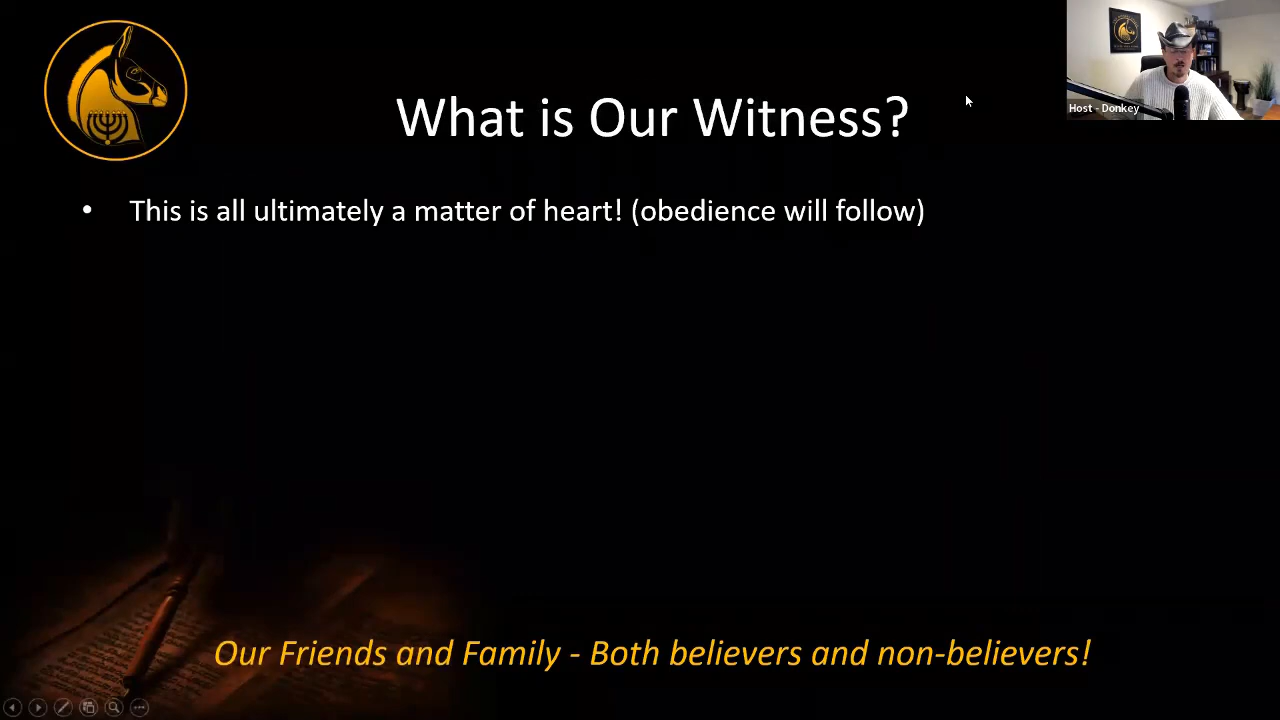 What is Our Witness?
Host - Donkey
• This is all ultimately a matter of heart! (obedience will follow)
Our Friends and Family - Both believers and non-believers!